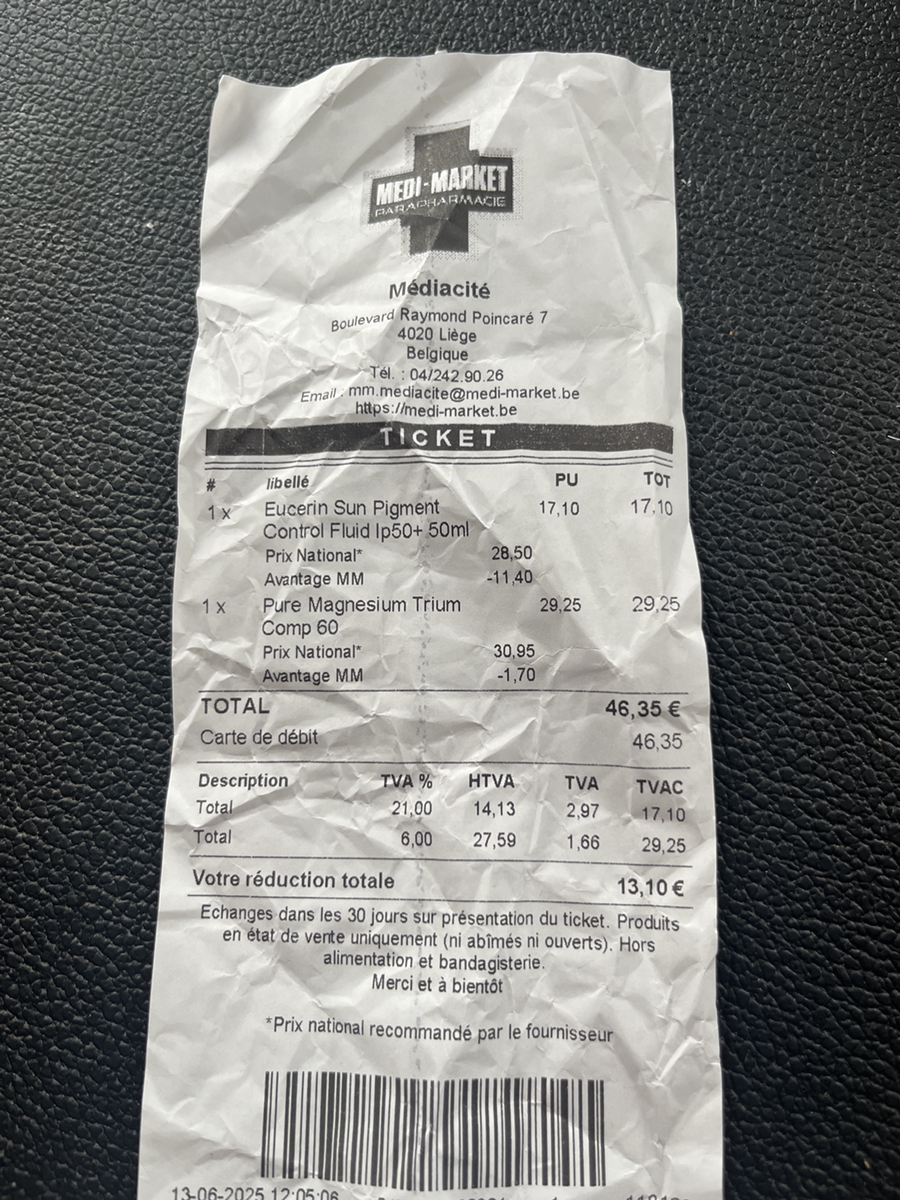 MEDI-MARKET
PARAPHARMACIE
Médiacité
Boulevard Raymond Poincaré 7
4020 Liège
Belgique
Tél. : 04/242.90.26
Email : mm.mediacite@medi-market.be
https://medi-market.be
TICKET
# libellé PU TOT
1 x Eucerin Sun Pigment 17,10 17,10
Control Fluid Ip50+ 50ml
Prix National* 28,50
Avantage MM -11,40
1 x Pure Magnesium Trium 29,25 29,25
Comp 60
Prix National* 30,95
Avantage MM -1,70
TOTAL 46,35 €
Carte de débit 46,35
Description TVA % HTVA TVA TVAC
Total 21,00 14,13 2,97 17,10
Total 6,00 27,59 1,66 29,25
Votre réduction totale 13,10 €
Echanges dans les 30 jours sur présentation du ticket. Produits
en état de vente uniquement (ni abîmés ni ouverts). Hors
alimentation et bandagisterie.
Merci et à bientôt
*Prix national recommandé par le fournisseur
13-06-2025 12:05:06